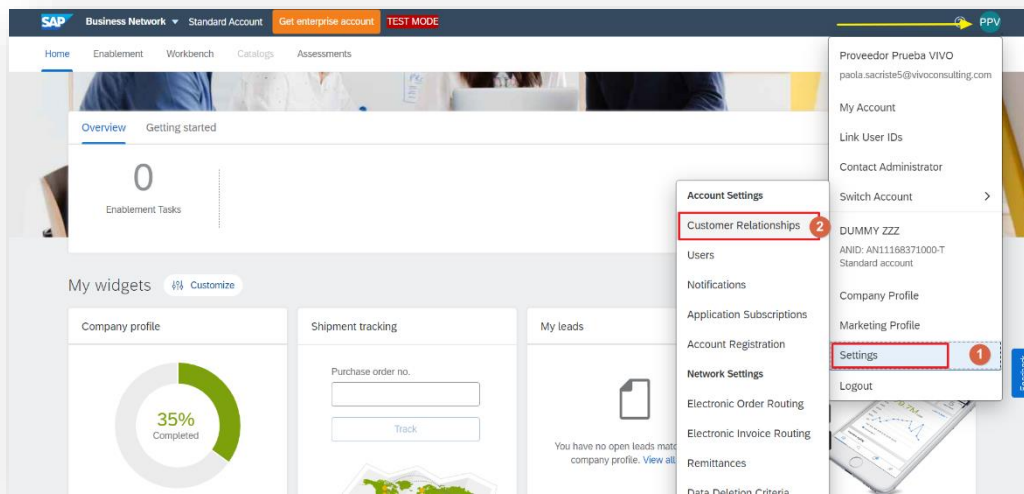 SAP Business Network Standard Account Get enterprise account TEST MODE PPV
Home Enablement Workbench Catalogs Assessments
Overview Getting started
0
Enablement Tasks
My widgets Customize
Company profile
35%
Completed
Shipment tracking
Purchase order no.
Track
My leads
You have no open leads
company profile. View all
Account Settings
Customer Relationships 2
Users
Notifications
Application Subscriptions
Account Registration
Network Settings
Electronic Order Routing
Electronic Invoice Routing
Remittances
Data Deletion Criteria
Proveedor Prueba VIVO
paola.sacriste5@vivoconsulting.com
My Account
Link User IDs
Contact Administrator
Switch Account
DUMMY ZZZ
ANID: AN11168371000-T
Standard account
Company Profile
Marketing Profile
Settings 1
Logout